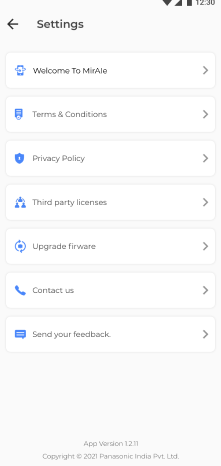 12:30
Settings
Welcome To MirAIe
Terms & Conditions
Privacy Policy
Third party licenses
Upgrade firware
Contact us
Send your feedback.
App Version 1.2.11
Copyright © 2021 Panasonic India Pvt. Ltd.